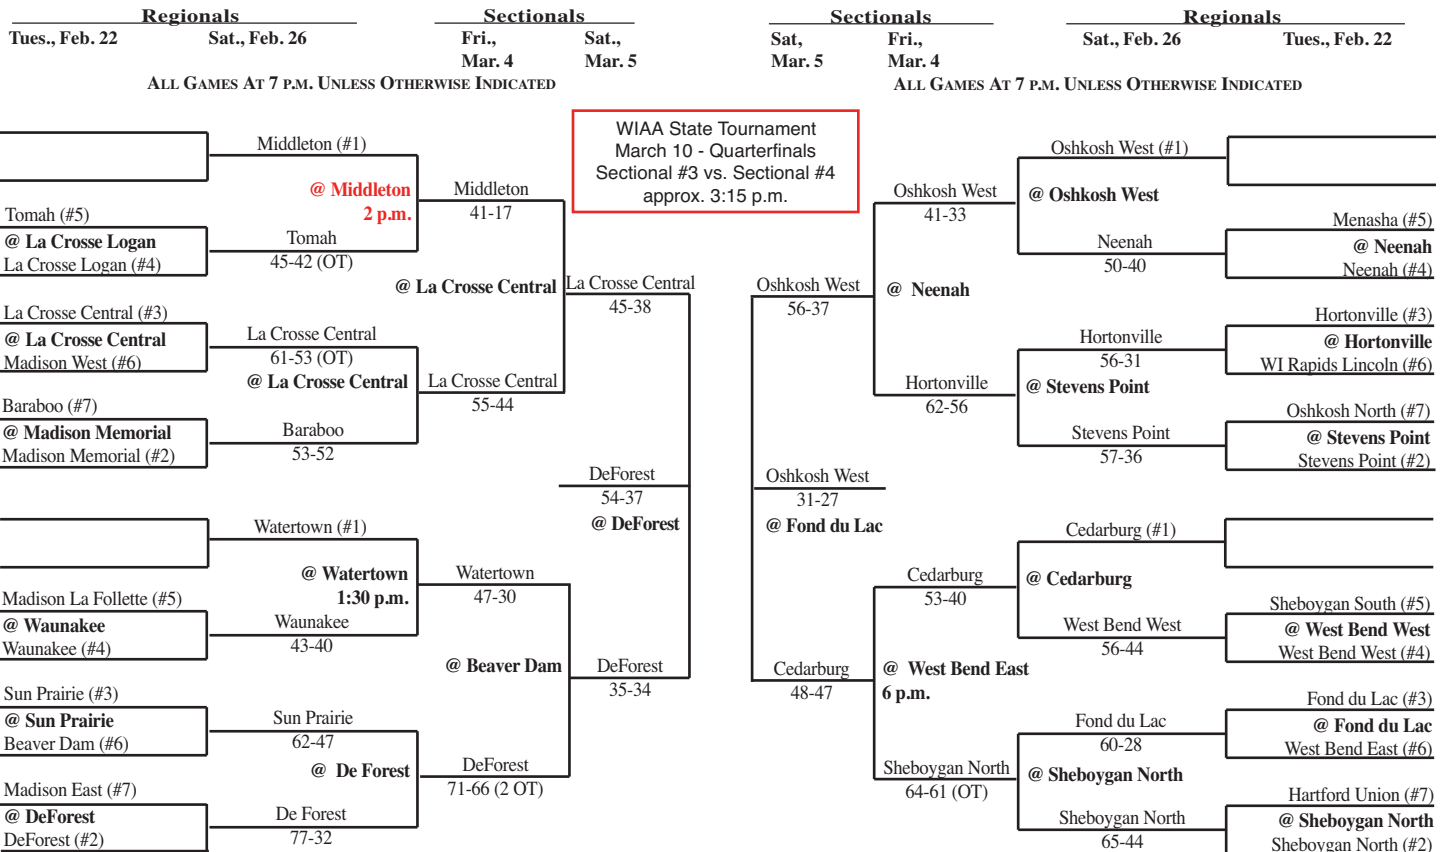 Regionals
Sectionals
Tues., Feb. 22
Sat., Feb. 26
Fri.,
Mar. 4
Sat.,
Mar. 5
ALL GAMES AT 7 P.M. UNLESS OTHERWISE INDICATED
Sectionals
Regionals
Sat,
Mar. 5
Fri.,
Mar. 4
Sat., Feb. 26
Tues., Feb. 22
ALL GAMES AT 7 P.M. UNLESS OTHERWISE INDICATED
WIAA State Tournament
March 10 - Quarterfinals
Sectional #3 vs. Sectional #4
approx. 3:15 p.m.
Tomah (#5)
@ La Crosse Logan
La Crosse Logan (#4)
La Crosse Central (#3)
@ La Crosse Central
Madison West (#6)
Baraboo (#7)
@ Madison Memorial
Madison Memorial (#2)
Madison La Follette (#5)
@ Waunakee
Waunakee (#4)
Sun Prairie (#3)
@ Sun Prairie
Beaver Dam (#6)
Madison East (#7)
@ DeForest
DeForest (#2)
Middleton (#1)
@ Middleton
2 p.m.
Tomah
45-42 (OT)
La Crosse Central
61-53 (OT)
@ La Crosse Central
Baraboo
53-52
Watertown (#1)
@ Watertown
1:30 p.m.
Waunakee
43-40
Sun Prairie
62-47
@ De Forest
De Forest
77-32
Middleton
41-17
@ La Crosse Central
La Crosse Central
55-44
Watertown
47-30
@ Beaver Dam
DeForest
71-66 (2 OT)
La Crosse Central
45-38
DeForest
54-37
@ DeForest
DeForest
35-34
Oshkosh West
56-37
Oshkosh West
31-27
@ Fond du Lac
Cedarburg
48-47
Oshkosh West
41-33
@ Neenah
Hortonville
62-56
Cedarburg
53-40
@ West Bend East
6 p.m.
Sheboygan North
64-61 (OT)
Oshkosh West (#1)
@ Oshkosh West
Neenah
50-40
Hortonville
56-31
@ Stevens Point
Stevens Point
57-36
Cedarburg (#1)
@ Cedarburg
West Bend West
56-44
Fond du Lac
60-28
@ Sheboygan North
Sheboygan North
65-44
Menasha (#5)
@ Neenah
Neenah (#4)
Hortonville (#3)
@ Hortonville
WI Rapids Lincoln (#6)
Oshkosh North (#7)
@ Stevens Point
Stevens Point (#2)
Sheboygan South (#5)
@ West Bend West
West Bend West (#4)
Fond du Lac (#3)
@ Fond du Lac
West Bend East (#6)
Hartford Union (#7)
@ Sheboygan North
Sheboygan North (#2)